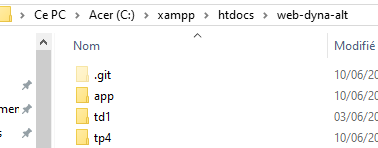 Ce PC > Acer (C:) > xampp > htdocs > web-dyna-alt
Nom Modifié
.git 10/06/20
app 10/06/20
td1 03/06/20
tp4 10/06/20